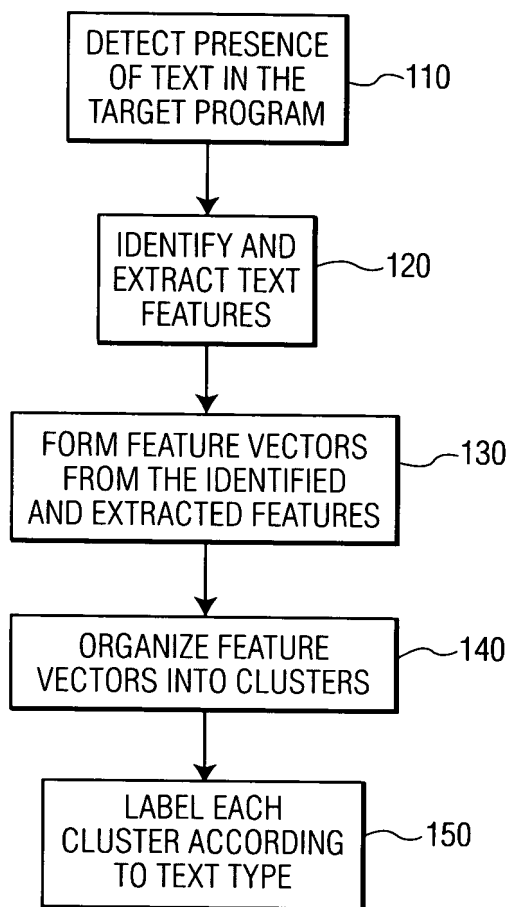 DETECT PRESENCE
OF TEXT IN THE
TARGET PROGRAM
110
IDENTIFY AND
EXTRACT TEXT
FEATURES
120
FORM FEATURE VECTORS
FROM THE IDENTIFIED
AND EXTRACTED FEATURES
130
ORGANIZE FEATURE
VECTORS INTO CLUSTERS
140
LABEL EACH
CLUSTER ACCORDING
TO TEXT TYPE
150